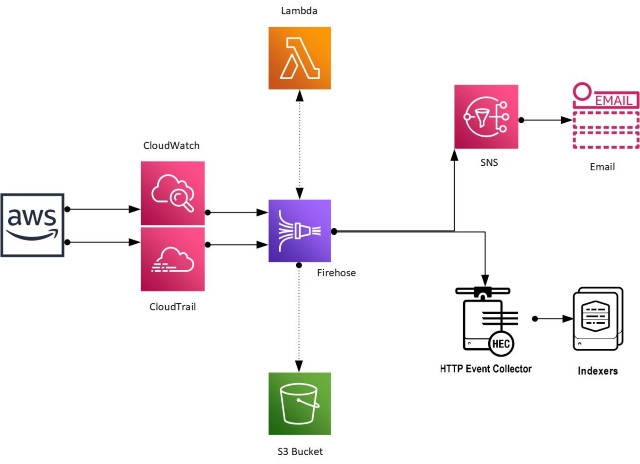 Lambda
CloudWatch
EMAIL
SNS
Email
aws
Firehose
CloudTrail
HEC
HTTP Event Collector
Indexers
S3 Bucket